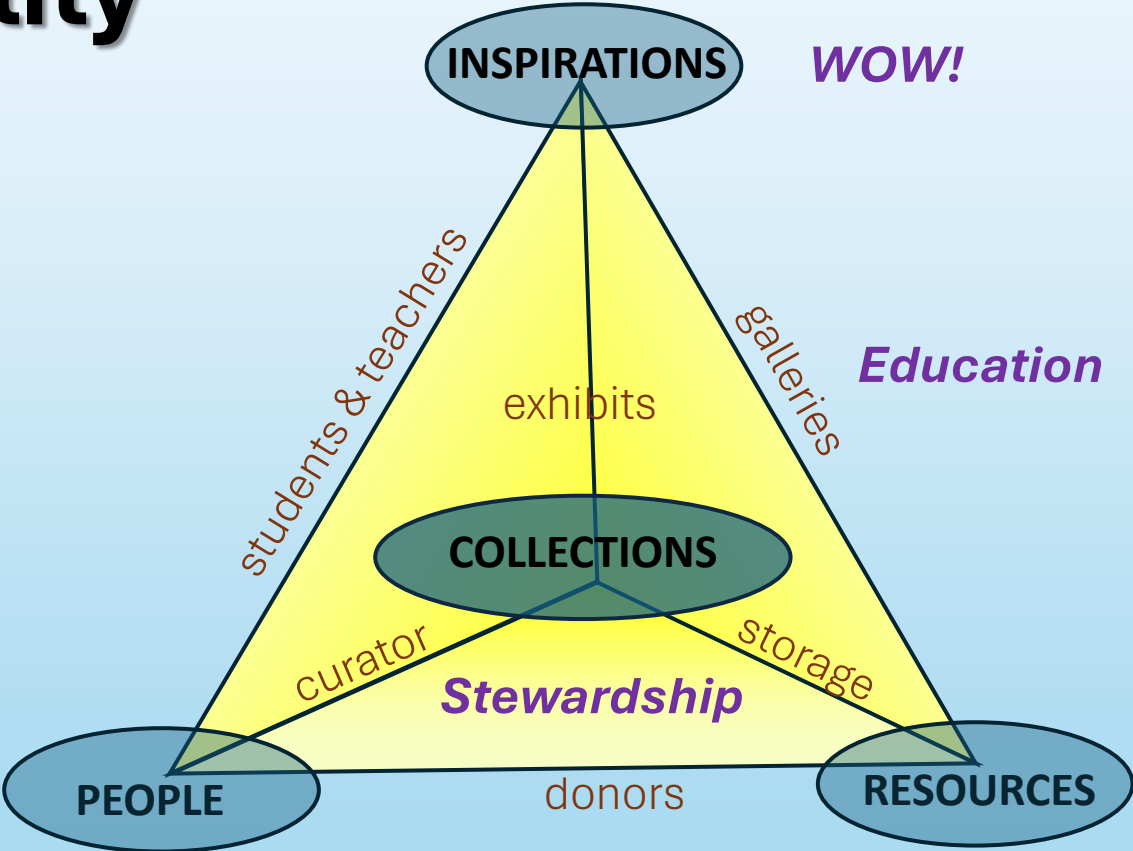 INSPIRATIONS
WOW!
students & teachers
galleries
Education
exhibits
COLLECTIONS
curator
storage
Stewardship
PEOPLE
donors
RESOURCES